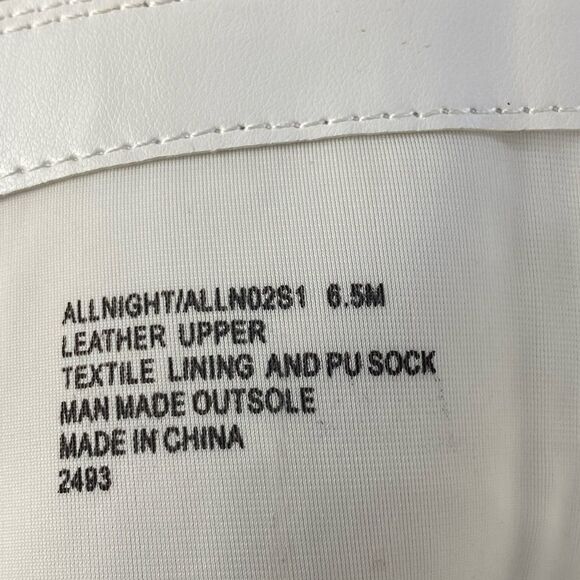 ALLNIGHT/ALLN02S1 6.5M
LEATHER UPPER
TEXTILE LINING AND PU SOCK
MAN MADE OUTSOLE
MADE IN CHINA
2493